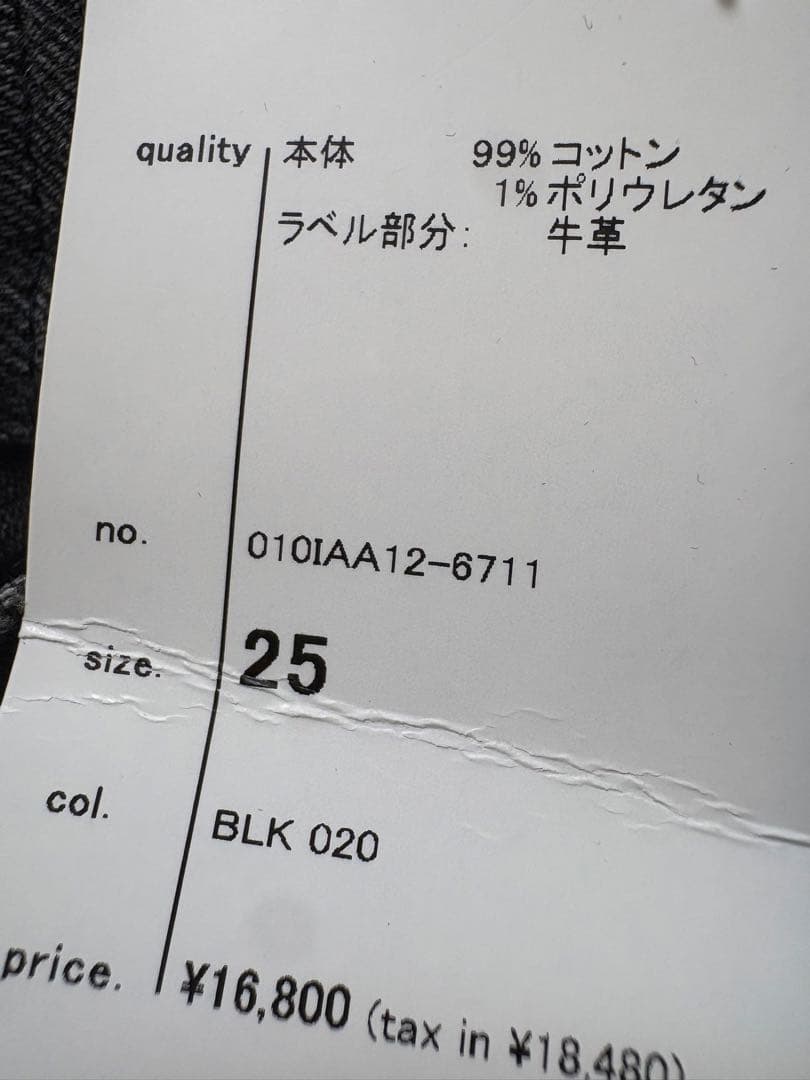 quality 本体 99% コットン
1% ポリウレタン
ラベル部分: 牛革
no. 010IAA12-6711
size. 25
col. BLK 020
price. ¥16,800 (tax in ¥18,480)